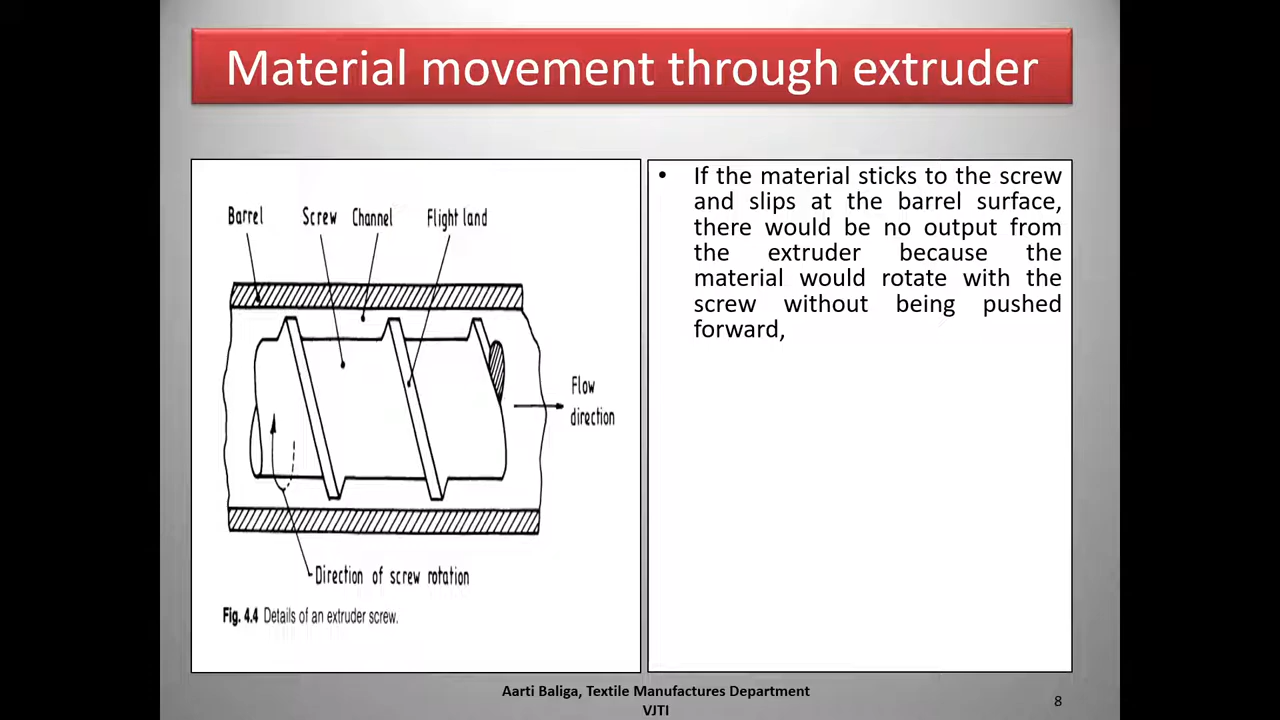 Material movement through extruder
Barrel
Screw
Channel
Flight land
Flow
direction
Direction of screw rotation
Fig. 4.4 Details of an extruder screw.
• If the material sticks to the screw
and slips at the barrel surface,
there would be no output from
the extruder because the
material would rotate with the
screw without being pushed
forward,
Aarti Baliga, Textile Manufactures Department
VJTI
8